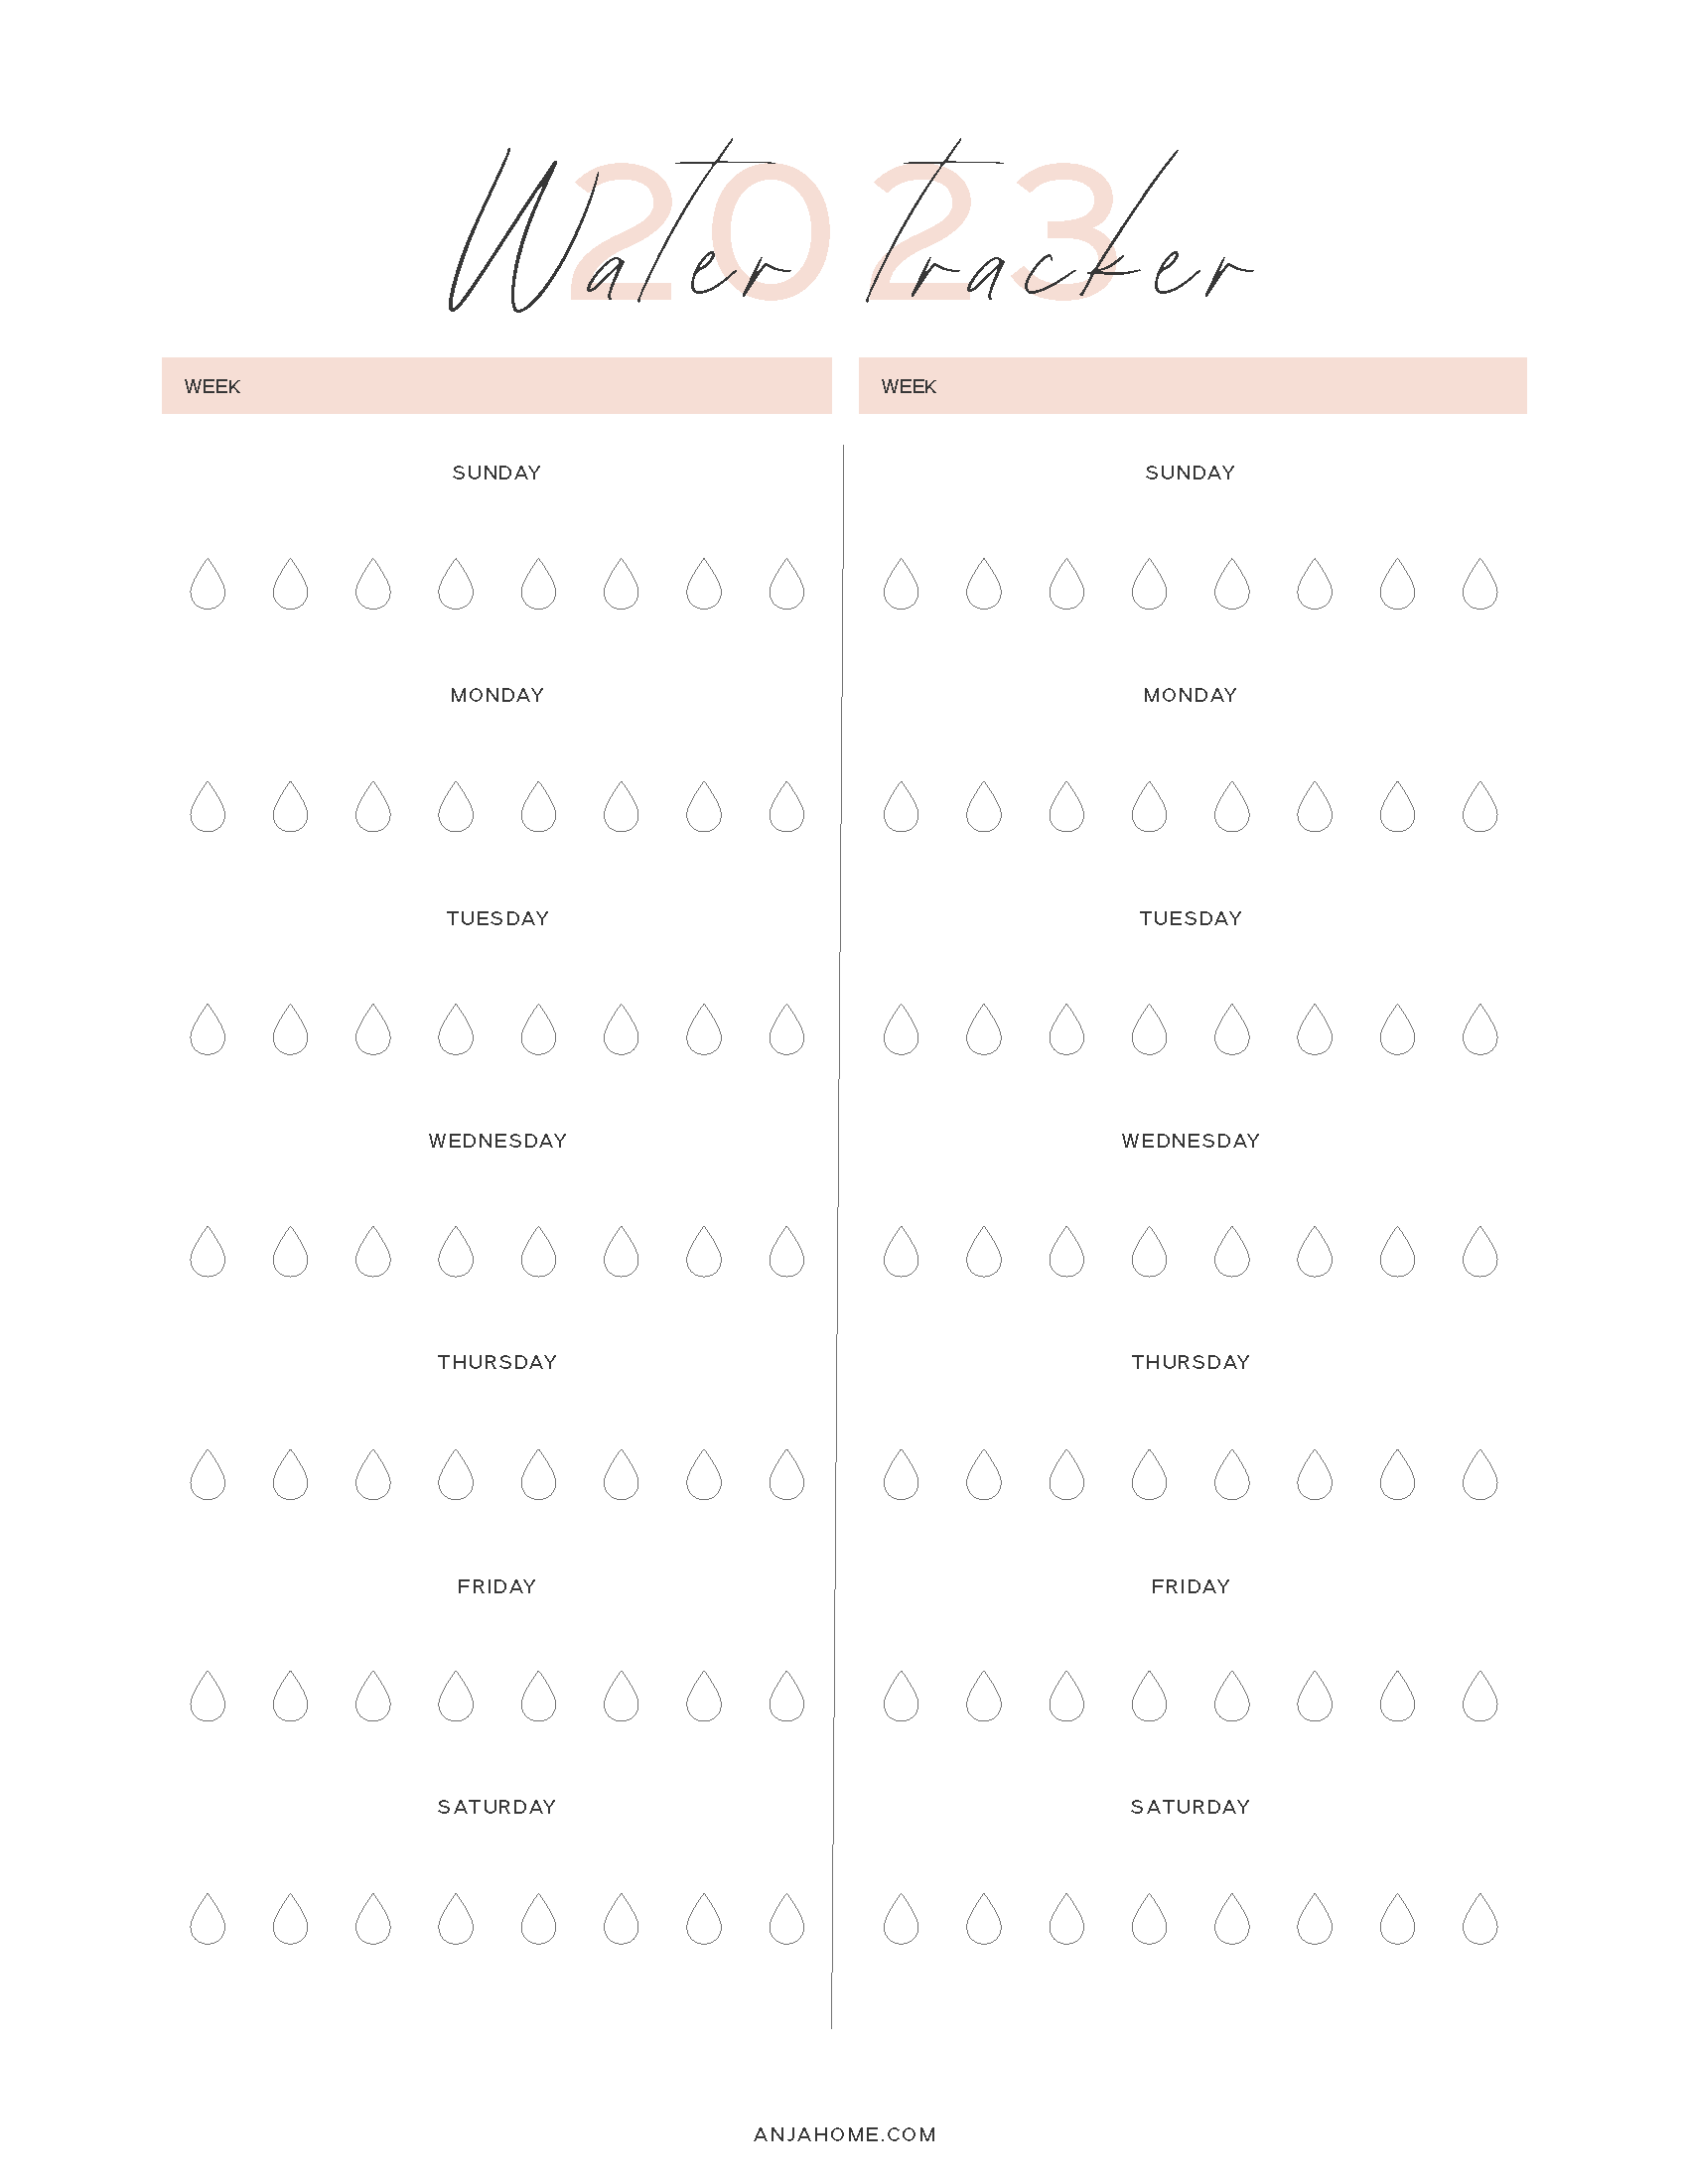 2023
Water Tracker
WEEK
SUNDAY
MONDAY
TUESDAY
WEDNESDAY
THURSDAY
FRIDAY
SATURDAY
WEEK
SUNDAY
MONDAY
TUESDAY
WEDNESDAY
THURSDAY
FRIDAY
SATURDAY
ANJAHOME.COM